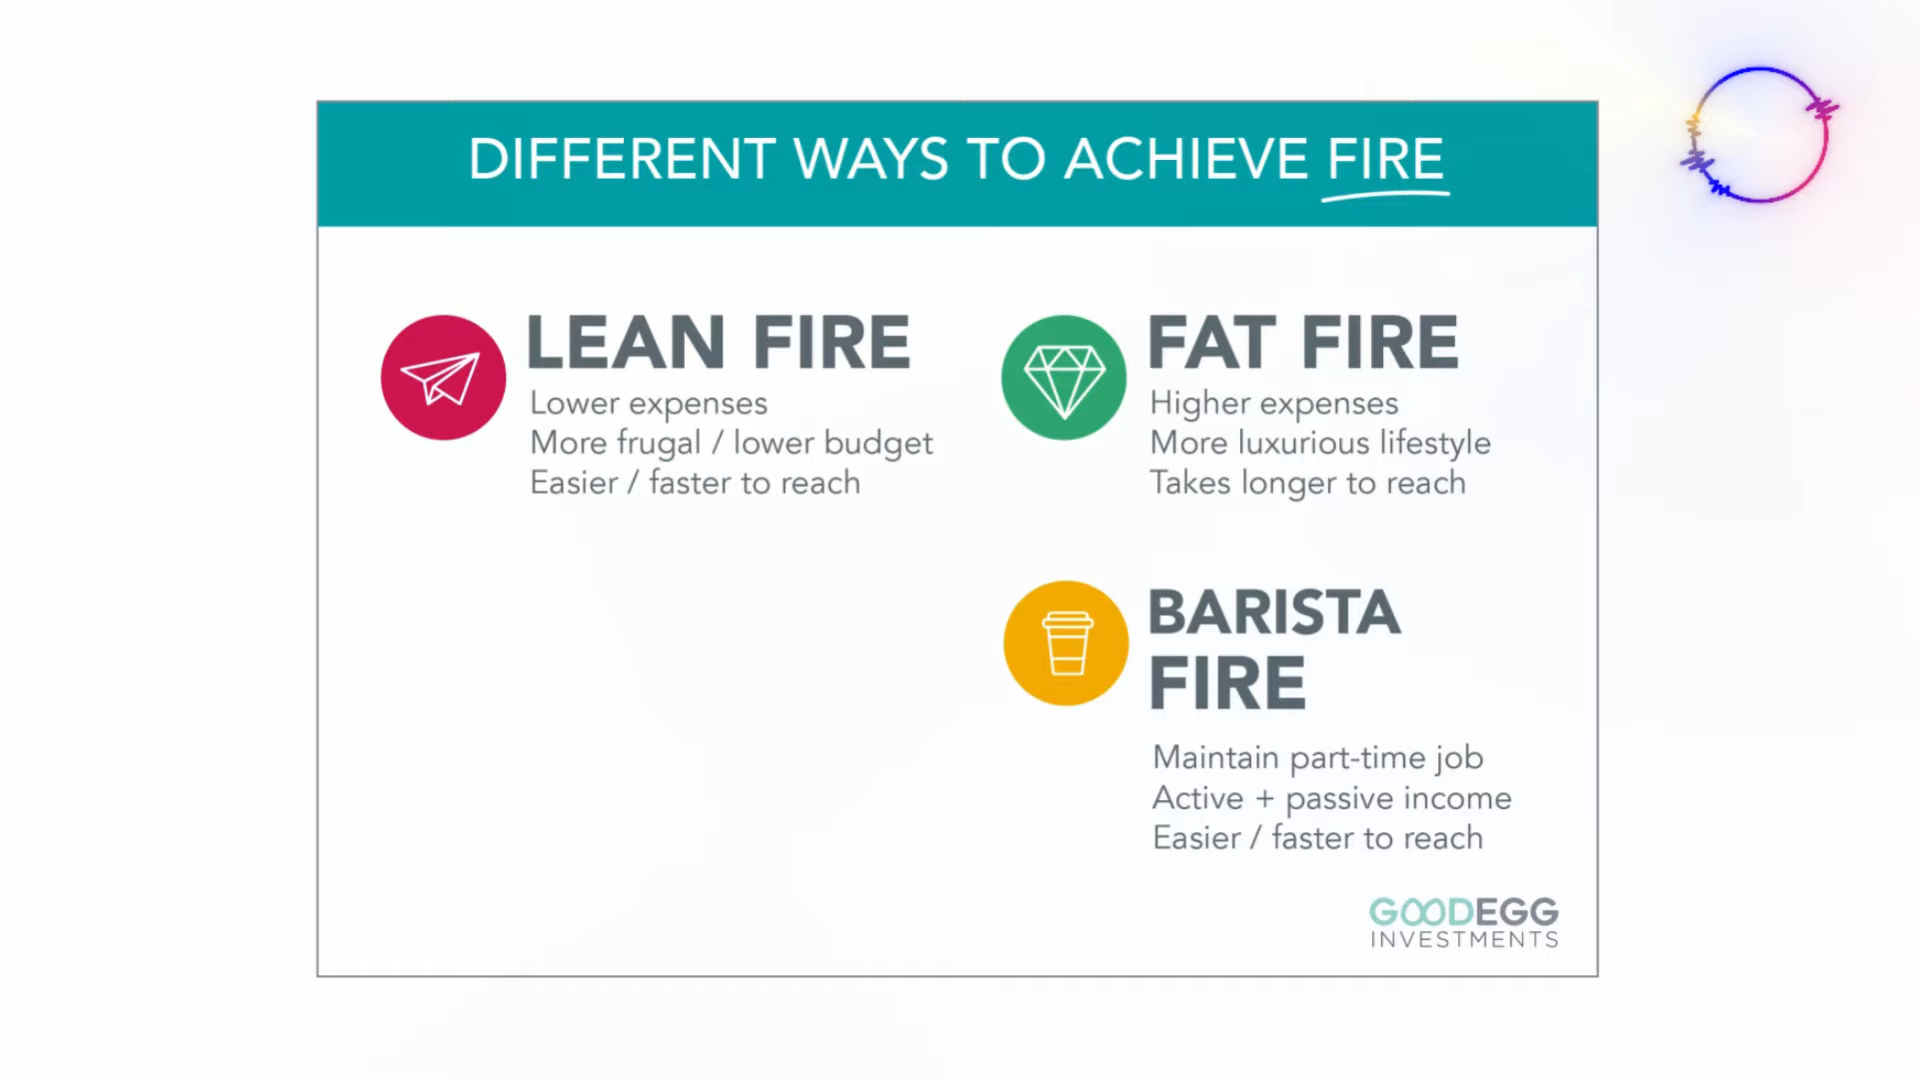 DIFFERENT WAYS TO ACHIEVE FIRE
LEAN FIRE
Lower expenses
More frugal / lower budget
Easier / faster to reach
FAT FIRE
Higher expenses
More luxurious lifestyle
Takes longer to reach
BARISTA
FIRE
Maintain part-time job
Active + passive income
Easier / faster to reach
GOODEGG
INVESTMENTS